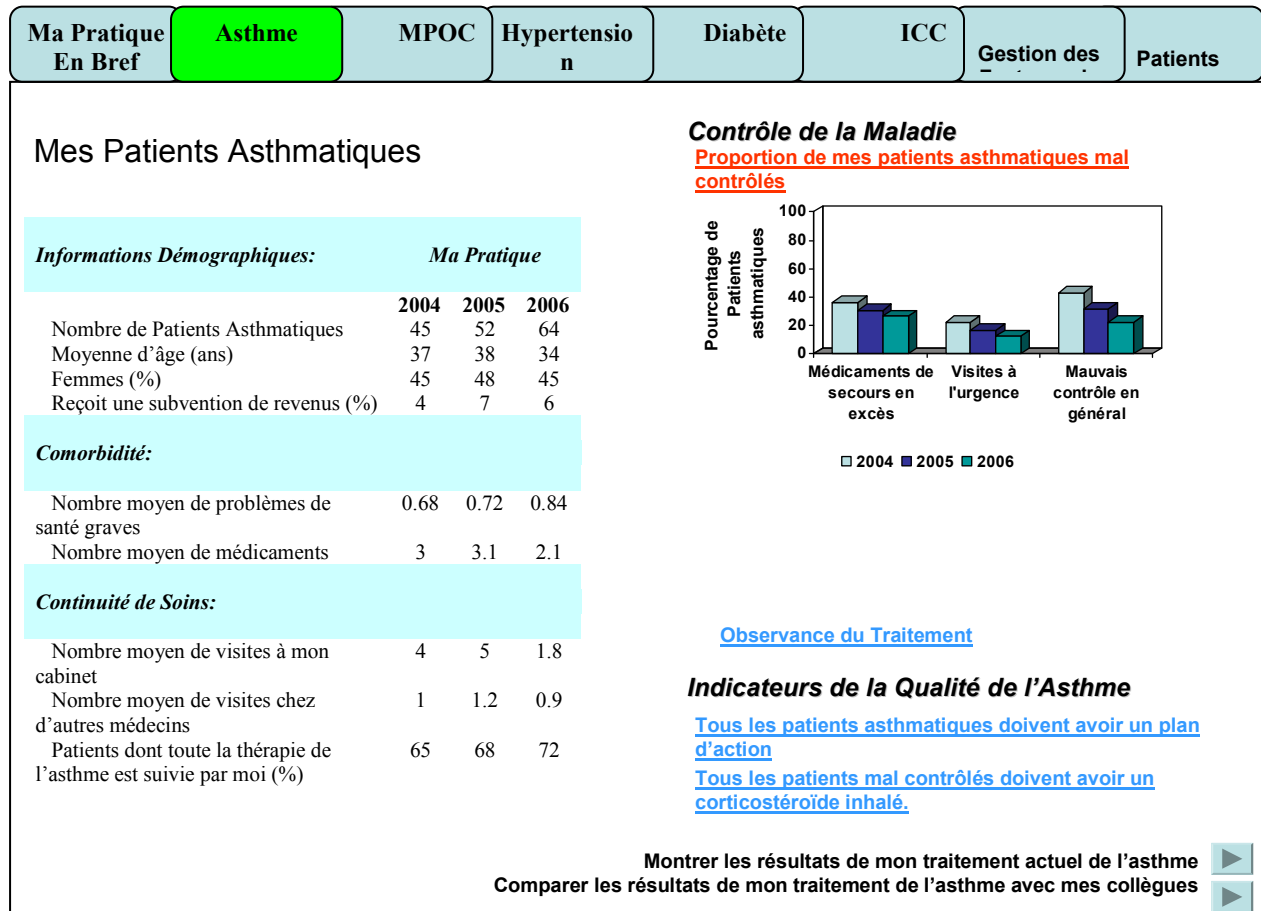 Ma Pratique
En Bref
Asthme
MPOC
Hypertensio
n
Diabète
ICC
Gestion des
Patients
Mes Patients Asthmatiques
Informations Démographiques: Ma Pratique
2004 2005 2006
Nombre de Patients Asthmatiques 45 52 64
Moyenne d’âge (ans) 37 38 34
Femmes (%) 45 48 45
Reçoit une subvention de revenus (%) 4 7 6
Comorbidité:
Nombre moyen de problèmes de 0.68 0.72 0.84
santé graves
Nombre moyen de médicaments 3 3.1 2.1
Continuité de Soins:
Nombre moyen de visites à mon 4 5 1.8
cabinet
Nombre moyen de visites chez 1 1.2 0.9
d’autres médecins
Patients dont toute la thérapie de 65 68 72
l’asthme est suivie par moi (%)
Contrôle de la Maladie
Proportion de mes patients asthmatiques mal
contrôlés
Pourcentage de
Patients
asthmatiques
100
80
60
40
20
0
Médicaments de
secours en
excès
Visites à
l'urgence
Mauvais
contrôle en
général
2004 2005 2006
Observance du Traitement
Indicateurs de la Qualité de l’Asthme
Tous les patients asthmatiques doivent avoir un plan
d’action
Tous les patients mal contrôlés doivent avoir un
corticostéroïde inhalé.
Montrer les résultats de mon traitement actuel de l’asthme
Comparer les résultats de mon traitement de l’asthme avec mes collègues